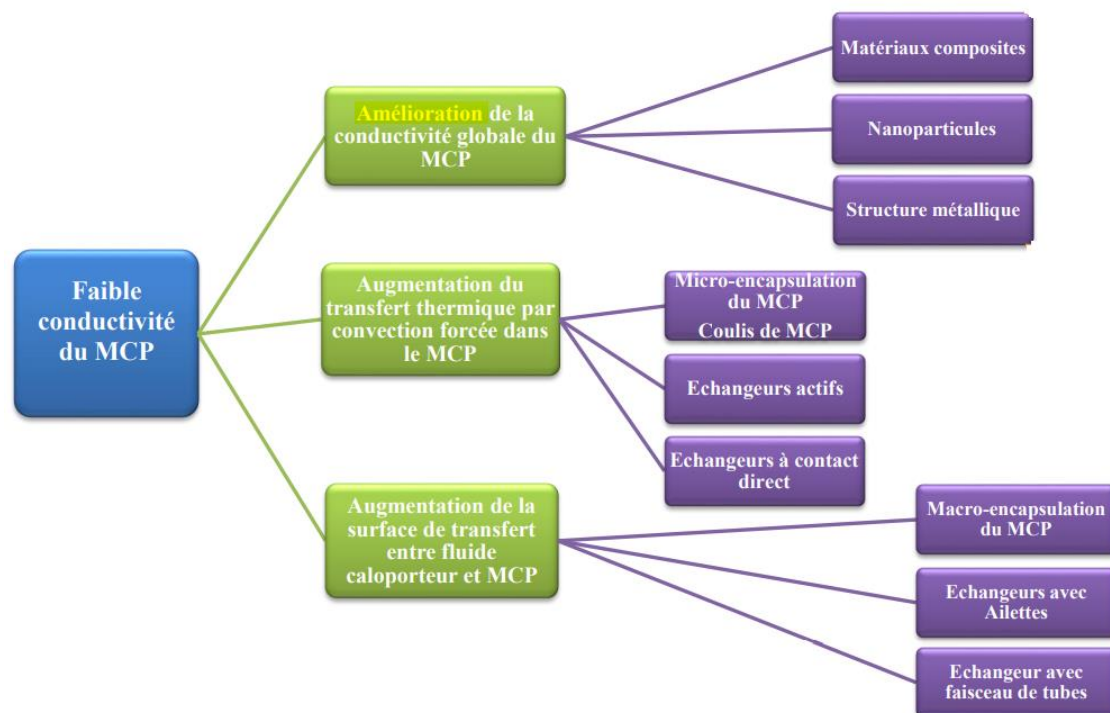 Faible
conductivité
du MCP
Amélioration de la
conductivité globale du
MCP
Matériaux composites
Nanoparticules
Structure métallique
Augmentation du
transfert thermique par
convection forcée dans
le MCP
Micro-encapsulation
du MCP
Coulis de MCP
Echangeurs actifs
Echangeurs à contact
direct
Augmentation de la
surface de transfert
entre fluide
caloporteur et MCP
Macro-encapsulation
du MCP
Echangeurs avec
Ailettes
Echangeur avec
faisceau de tubes